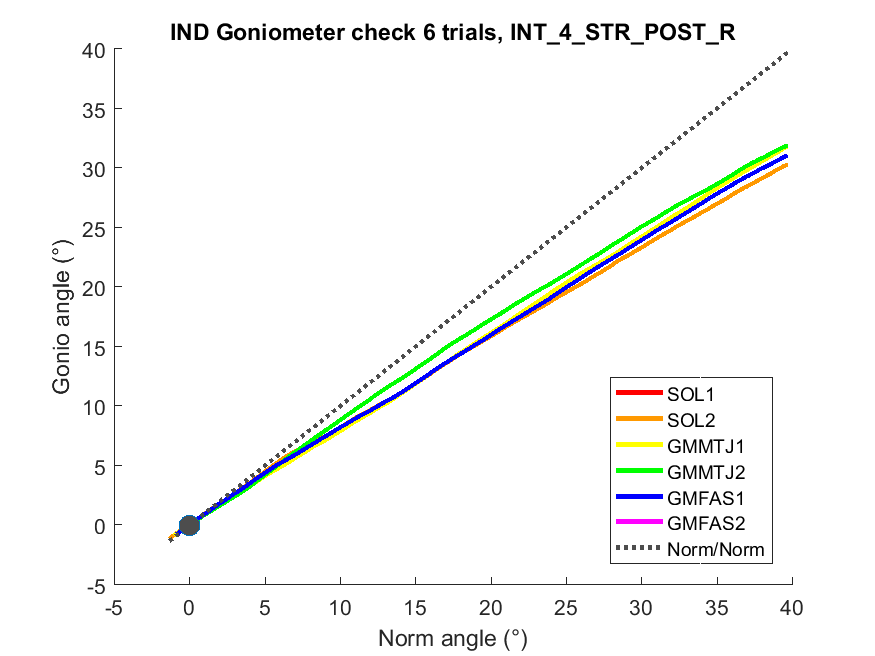 IND Goniometer check 6 trials, INT_4_STR_POST_R
40
35
30
25
20
15
10
5
0
-5
Gonio angle (°)
SOL1
SOL2
GMMTJ1
GMMTJ2
GMFAS1
GMFAS2
Norm/Norm
-5 0 5 10 15 20 25 30 35 40
Norm angle (°)